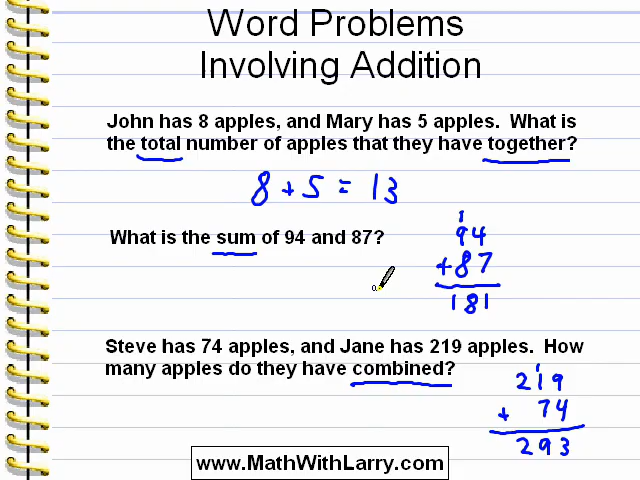 Word Problems
Involving Addition
John has 8 apples, and Mary has 5 apples.  What is
the total number of apples that they have together?
8 + 5 = 13
What is the sum of 94 and 87?
1
94
+87
181
Steve has 74 apples, and Jane has 219 apples.  How
many apples do they have combined?
1
219
+ 74
293
www.MathWithLarry.com